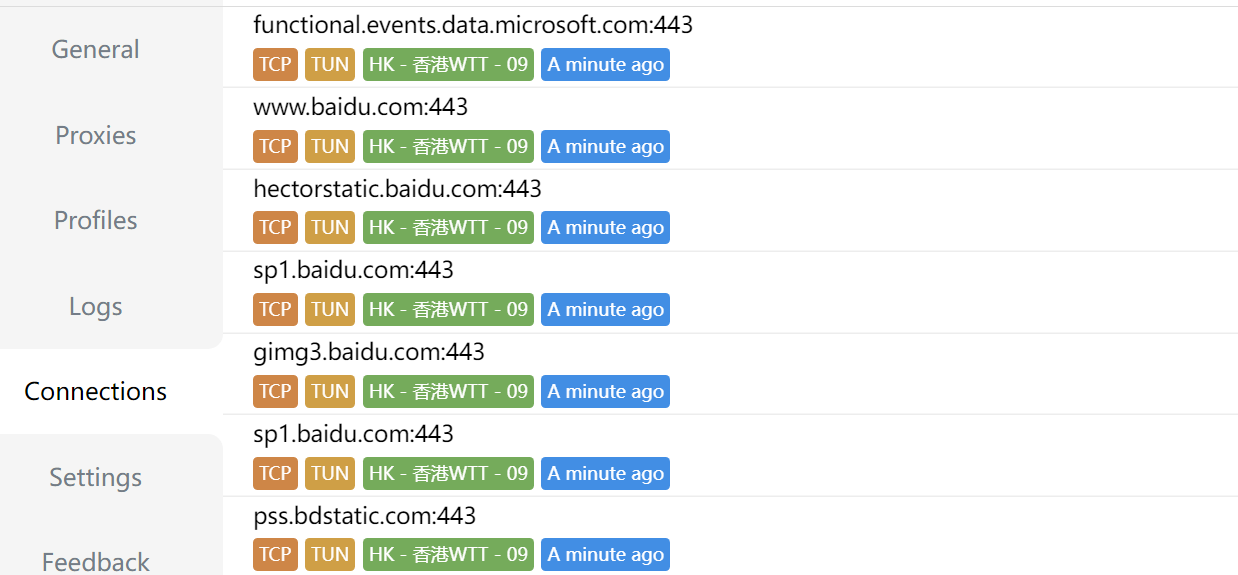 General
Proxies
Profiles
Logs
Connections
Settings
Feedback
functional.events.data.microsoft.com:443
TCP TUN HK - 香港WTT - 09 A minute ago
www.baidu.com:443
TCP TUN HK - 香港WTT - 09 A minute ago
hectorstatic.baidu.com:443
TCP TUN HK - 香港WTT - 09 A minute ago
sp1.baidu.com:443
TCP TUN HK - 香港WTT - 09 A minute ago
gimg3.baidu.com:443
TCP TUN HK - 香港WTT - 09 A minute ago
sp1.baidu.com:443
TCP TUN HK - 香港WTT - 09 A minute ago
pss.bdstatic.com:443
TCP TUN HK - 香港WTT - 09 A minute ago